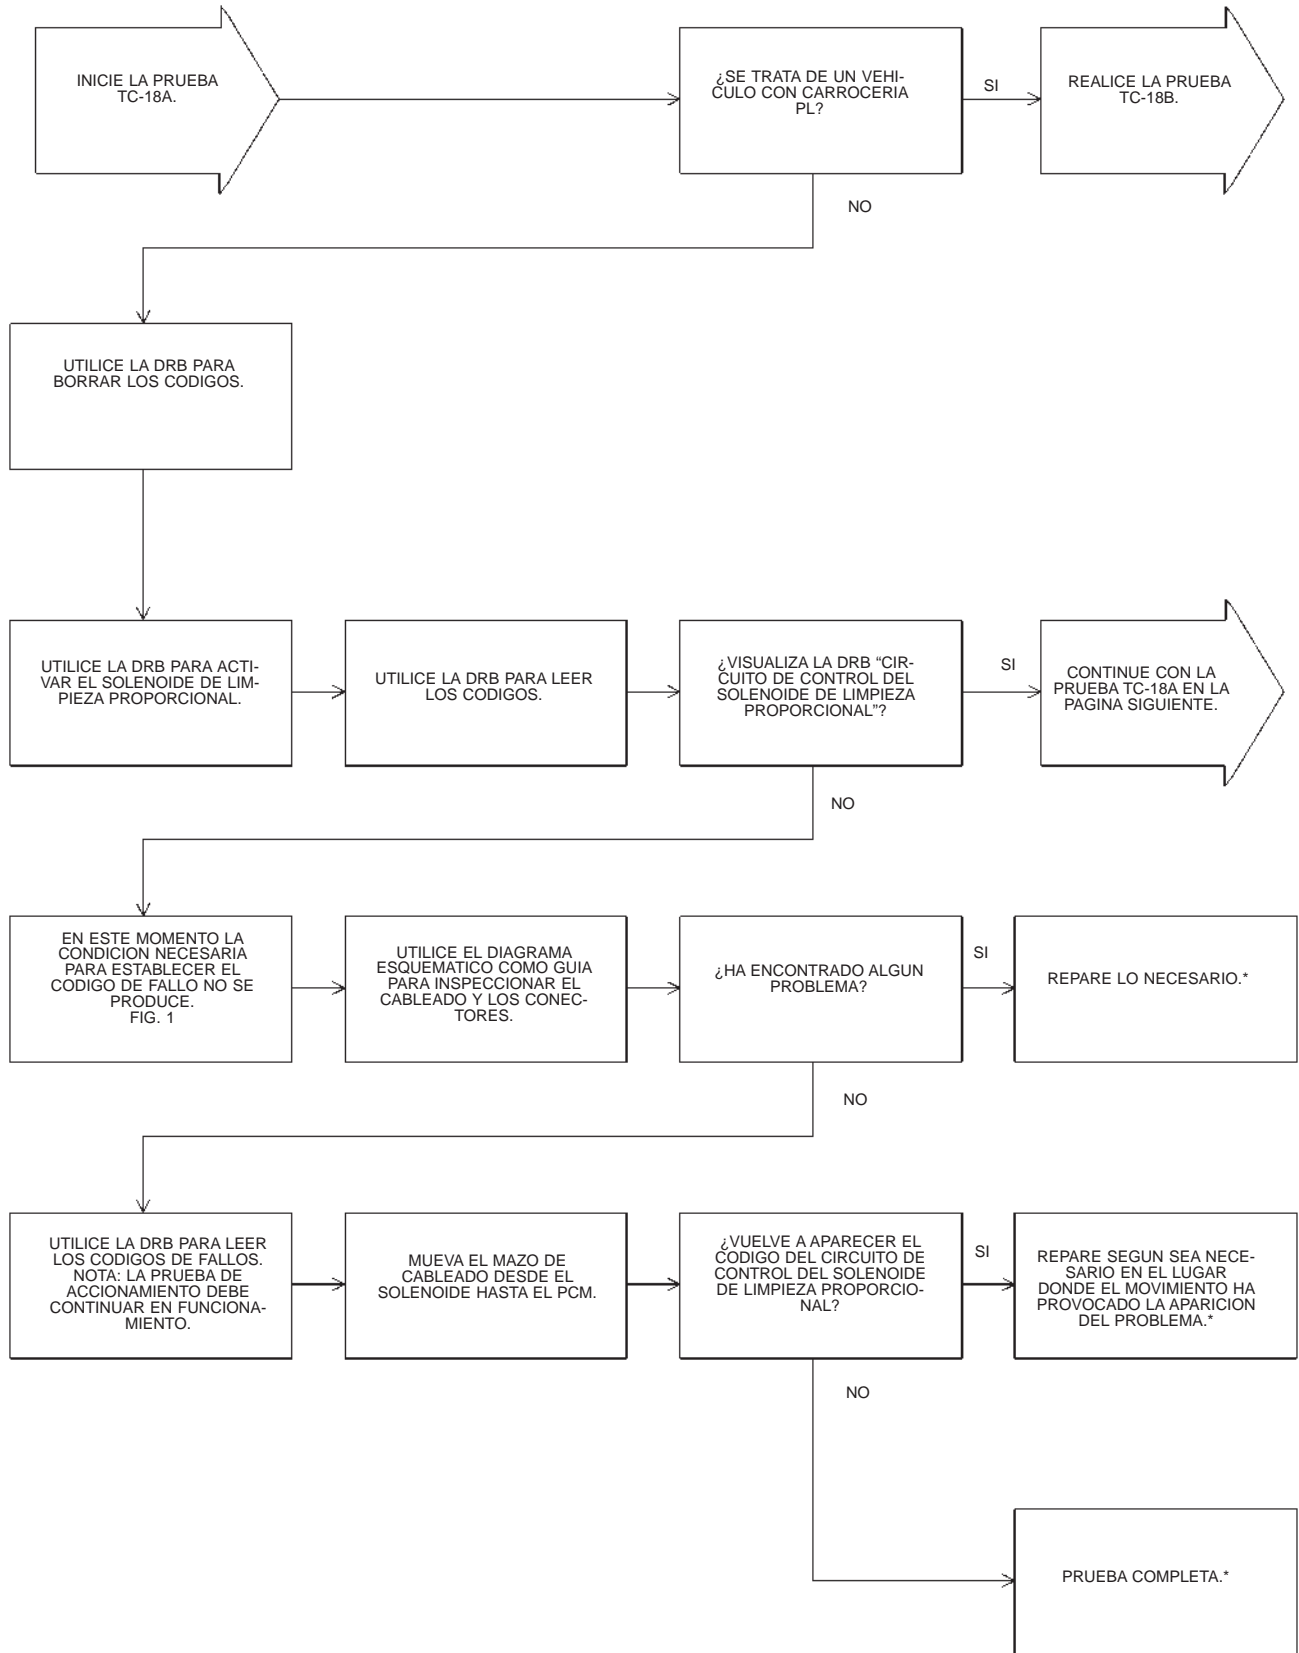 INICIE LA PRUEBA
TC-18A.
¿SE TRATA DE UN VEHI-
CULO CON CARROCERIA
PL?
SI
REALICE LA PRUEBA
TC-18B.
NO
UTILICE LA DRB PARA
BORRAR LOS CODIGOS.
UTILICE LA DRB PARA ACTI-
VAR EL SOLENOIDE DE LIM-
PIEZA PROPORCIONAL.
UTILICE LA DRB PARA LEER
LOS CODIGOS.
¿VISUALIZA LA DRB “CIR-
CUITO DE CONTROL DEL
SOLENOIDE DE LIMPIEZA
PROPORCIONAL”?
SI
CONTINUE CON LA
PRUEBA TC-18A EN LA
PAGINA SIGUIENTE.
NO
EN ESTE MOMENTO LA
CONDICION NECESARIA
PARA ESTABLECER EL
CODIGO DE FALLO NO SE
PRODUCE.
FIG. 1
UTILICE EL DIAGRAMA
ESQUEMATICO COMO GUIA
PARA INSPECCIONAR EL
CABLEADO Y LOS CONEC-
TORES.
¿HA ENCONTRADO ALGUN
PROBLEMA?
SI
REPARE LO NECESARIO.*
NO
UTILICE LA DRB PARA LEER
LOS CODIGOS DE FALLOS.
NOTA: LA PRUEBA DE
ACCIONAMIENTO DEBE
CONTINUAR EN FUNCIONA-
MIENTO.
MUEVA EL MAZO DE
CABLEADO DESDE EL
SOLENOIDE HASTA EL PCM.
¿VUELVE A APARECER EL
CODIGO DEL CIRCUITO DE
CONTROL DEL SOLENOIDE
DE LIMPIEZA PROPORCIO-
NAL?
SI
REPARE SEGUN SEA NECE-
SARIO EN EL LUGAR
DONDE EL MOVIMIENTO HA
PROVOCADO LA APARICION
DEL PROBLEMA.*
NO
PRUEBA COMPLETA.*